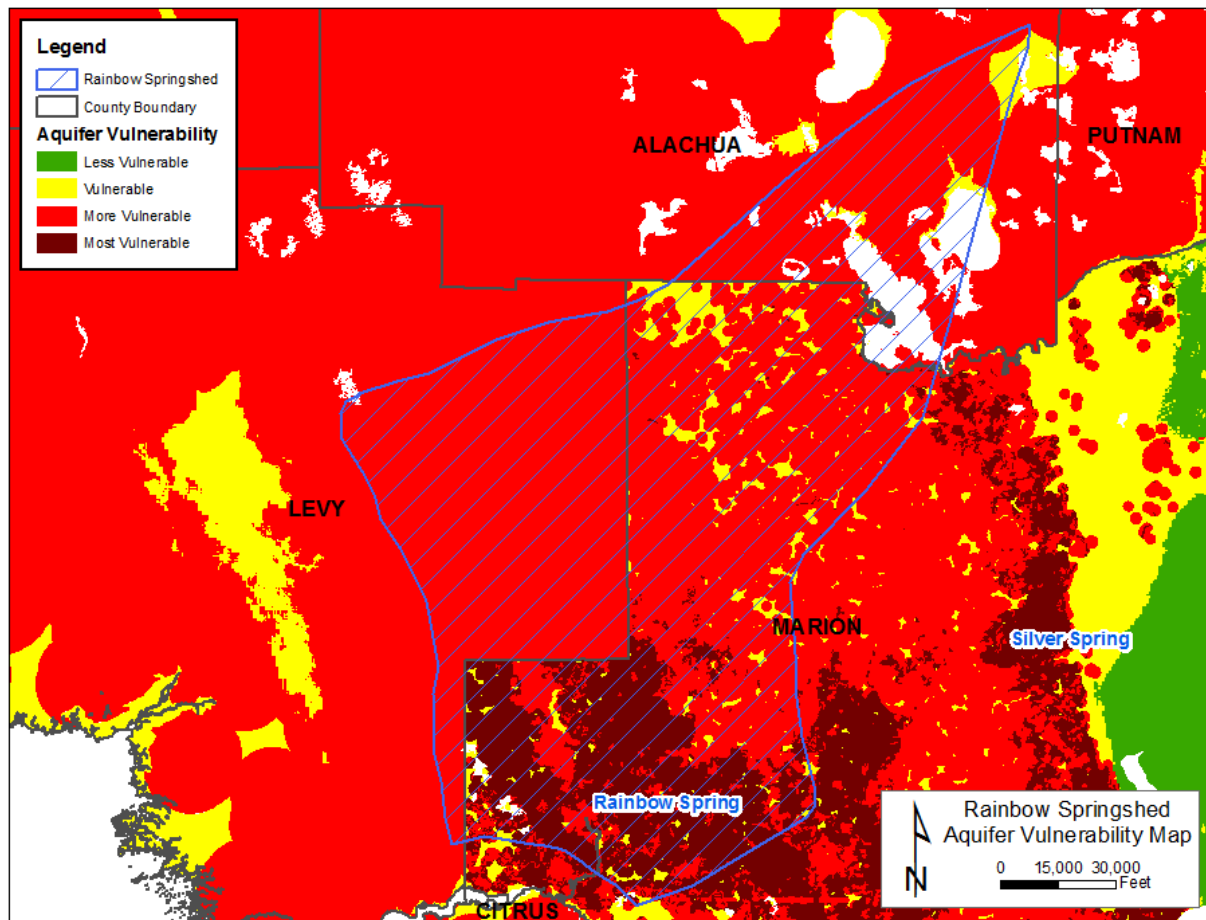 Legend
Rainbow Springshed
County Boundary
Aquifer Vulnerability
Less Vulnerable
Vulnerable
More Vulnerable
Most Vulnerable
ALACHUA
PUTNAM
LEVY
MARION
Silver Spring
Rainbow Spring
CITRUS
Rainbow Springshed
Aquifer Vulnerability Map
N
0 15,000 30,000
Feet